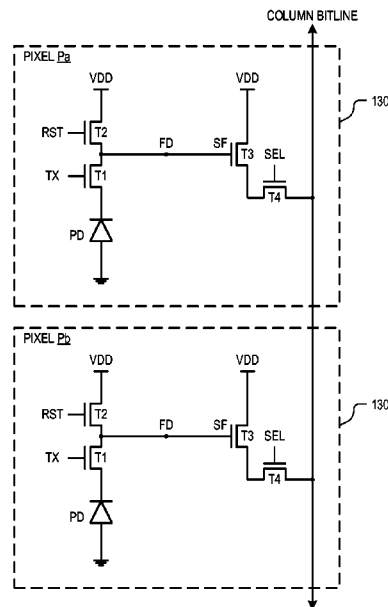 COLUMN BITLINE
PIXEL Pa
VDD VDD
130
RST T2
FD SF T3 SEL
TX T1
T4
PD
PIXEL Pb
VDD VDD
130
RST T2
FD SF T3 SEL
TX T1
T4
PD